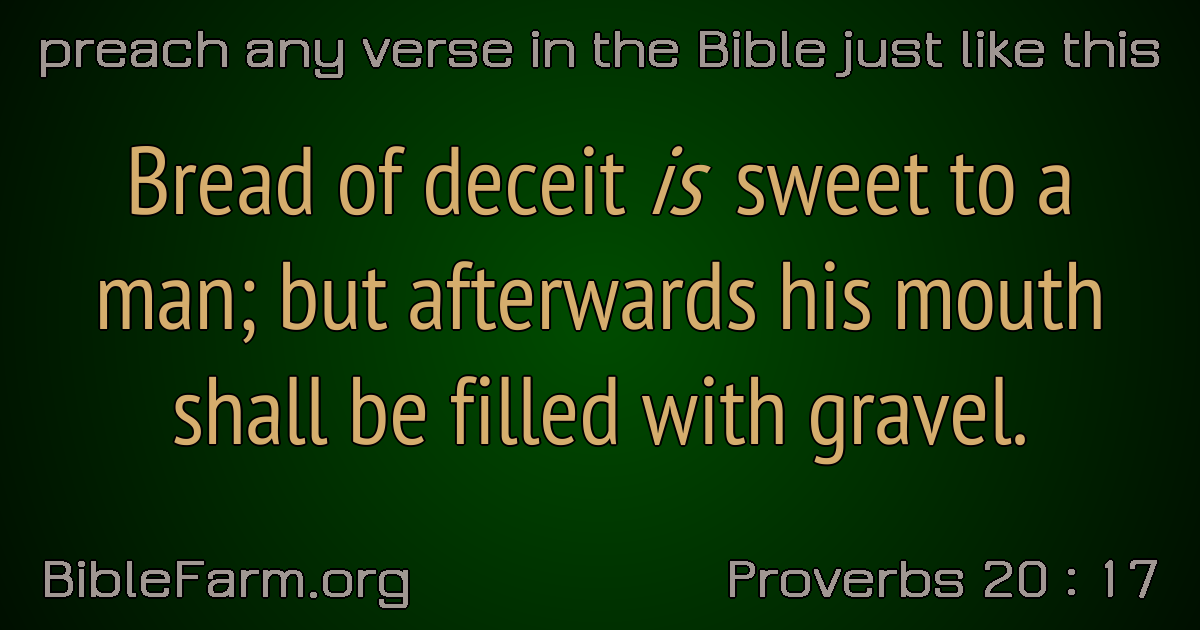 preach any verse in the Bible just like this
Bread of deceit is sweet to a
man; but afterwards his mouth
shall be filled with gravel.
BibleFarm.org
Proverbs 20 : 17